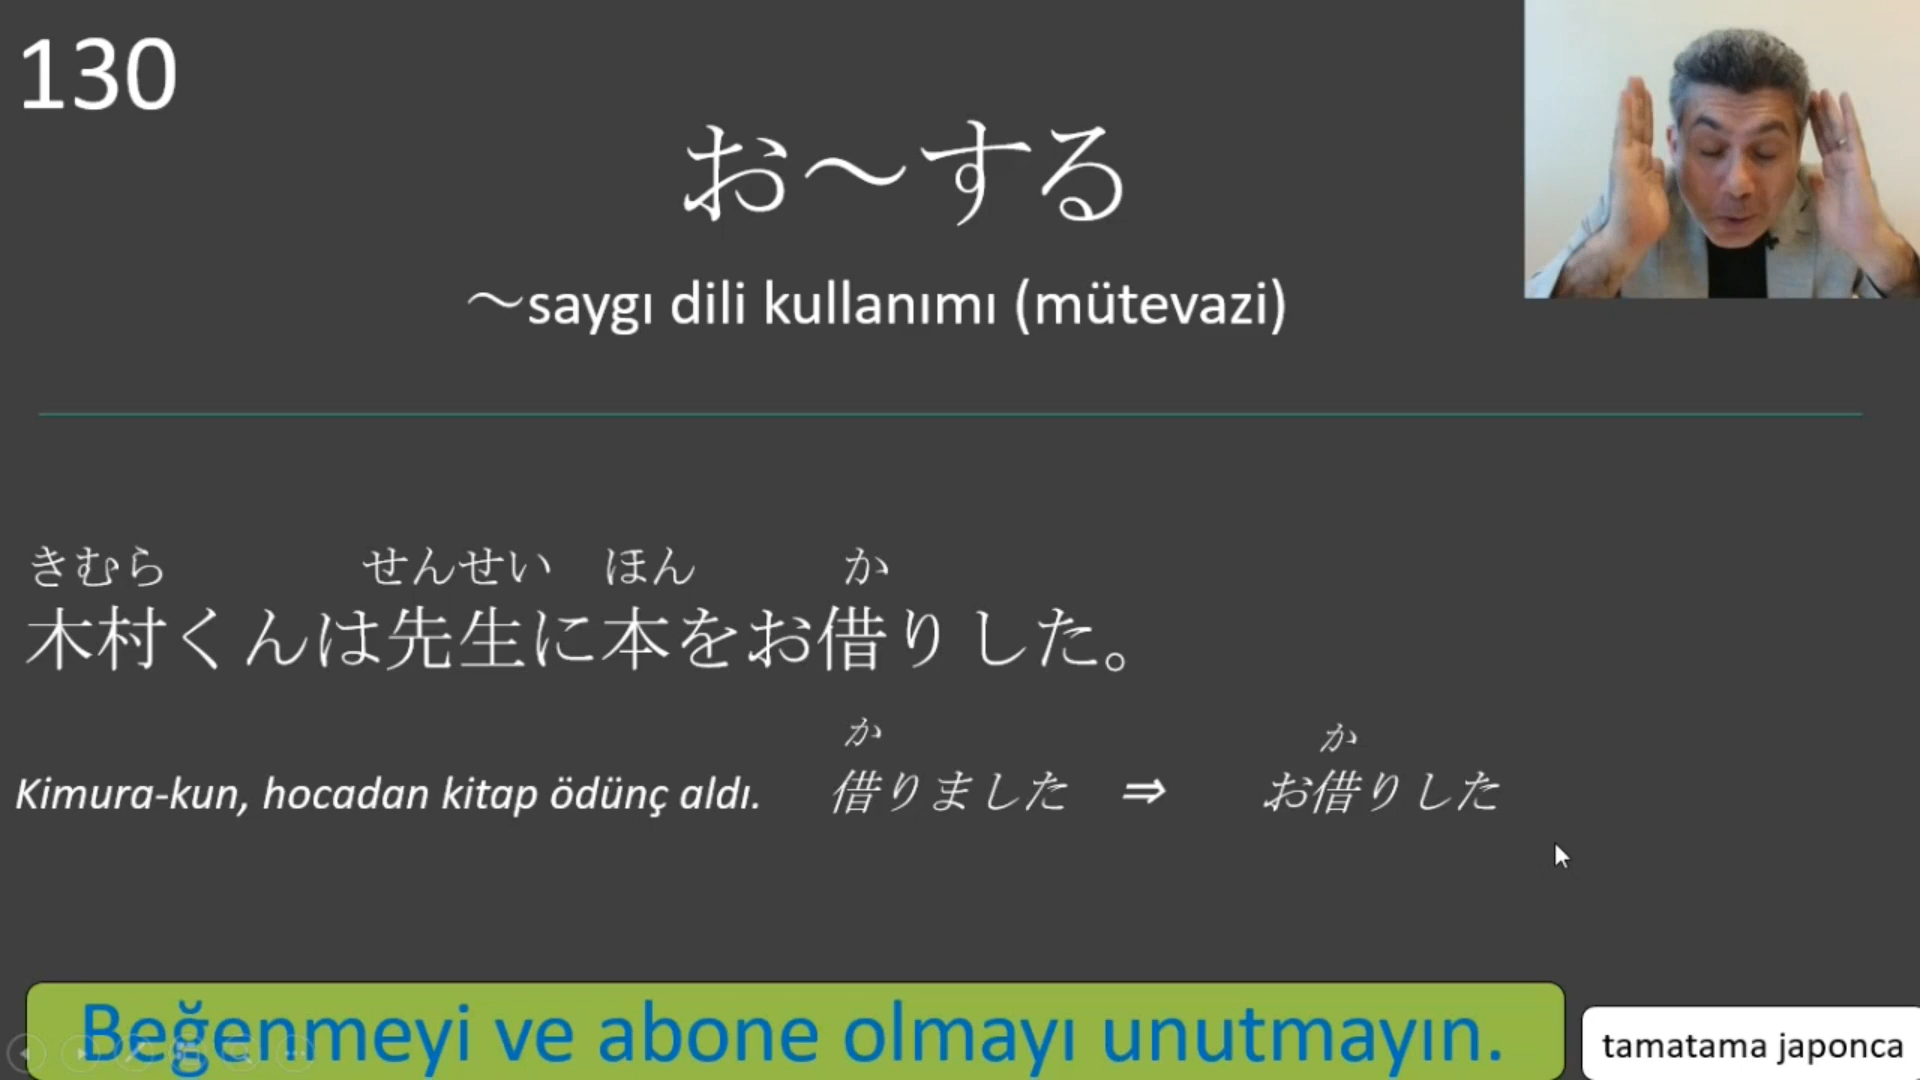 130
お～する
～saygı dili kullanımı (mütevazi)
きむら せんせい ほん か
木村くんは先生に本をお借りした。
か か
Kimura-kun, hocadan kitap ödünç aldı. 借りました ⇒ お借りした
Beğenmeyi ve abone olmayı unutmayın.
tamatama japonca